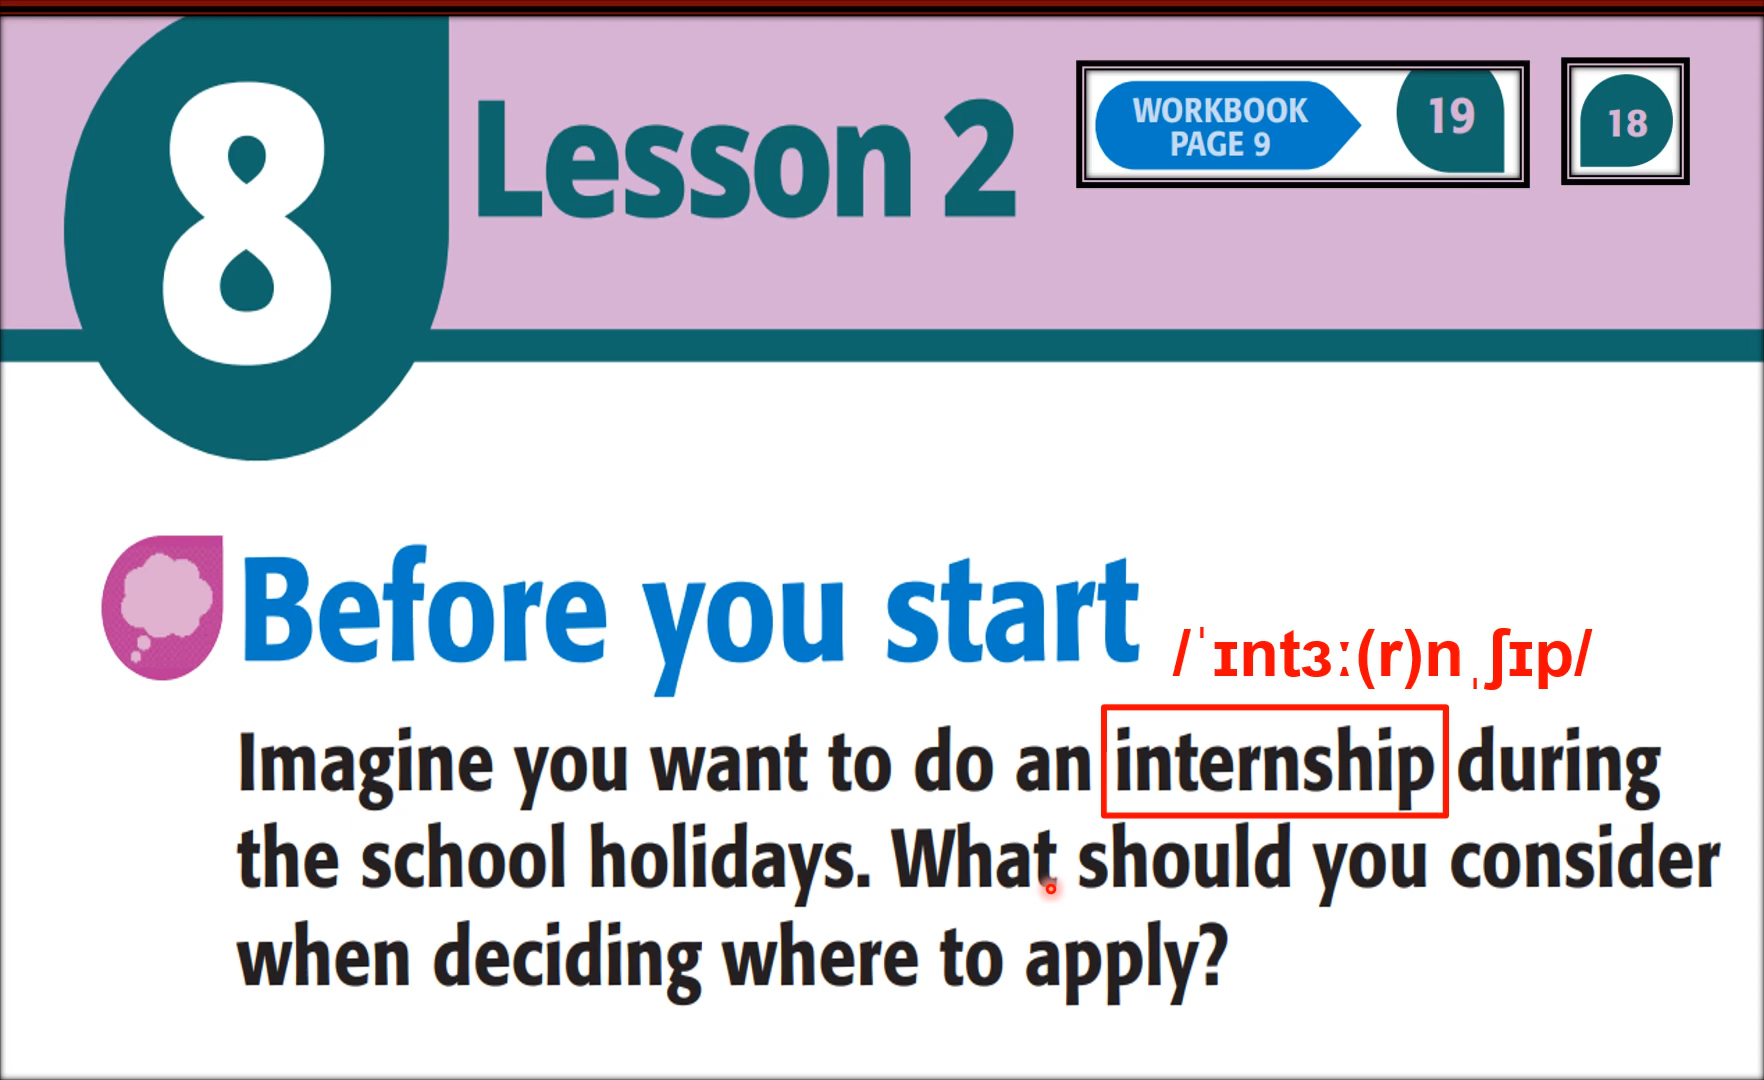 8
Lesson 2
WORKBOOK
PAGE 9
19
18
Before you start
/ˈɪntɜː(r)nˌʃɪp/
Imagine you want to do an internship during
the school holidays. What should you consider
when deciding where to apply?